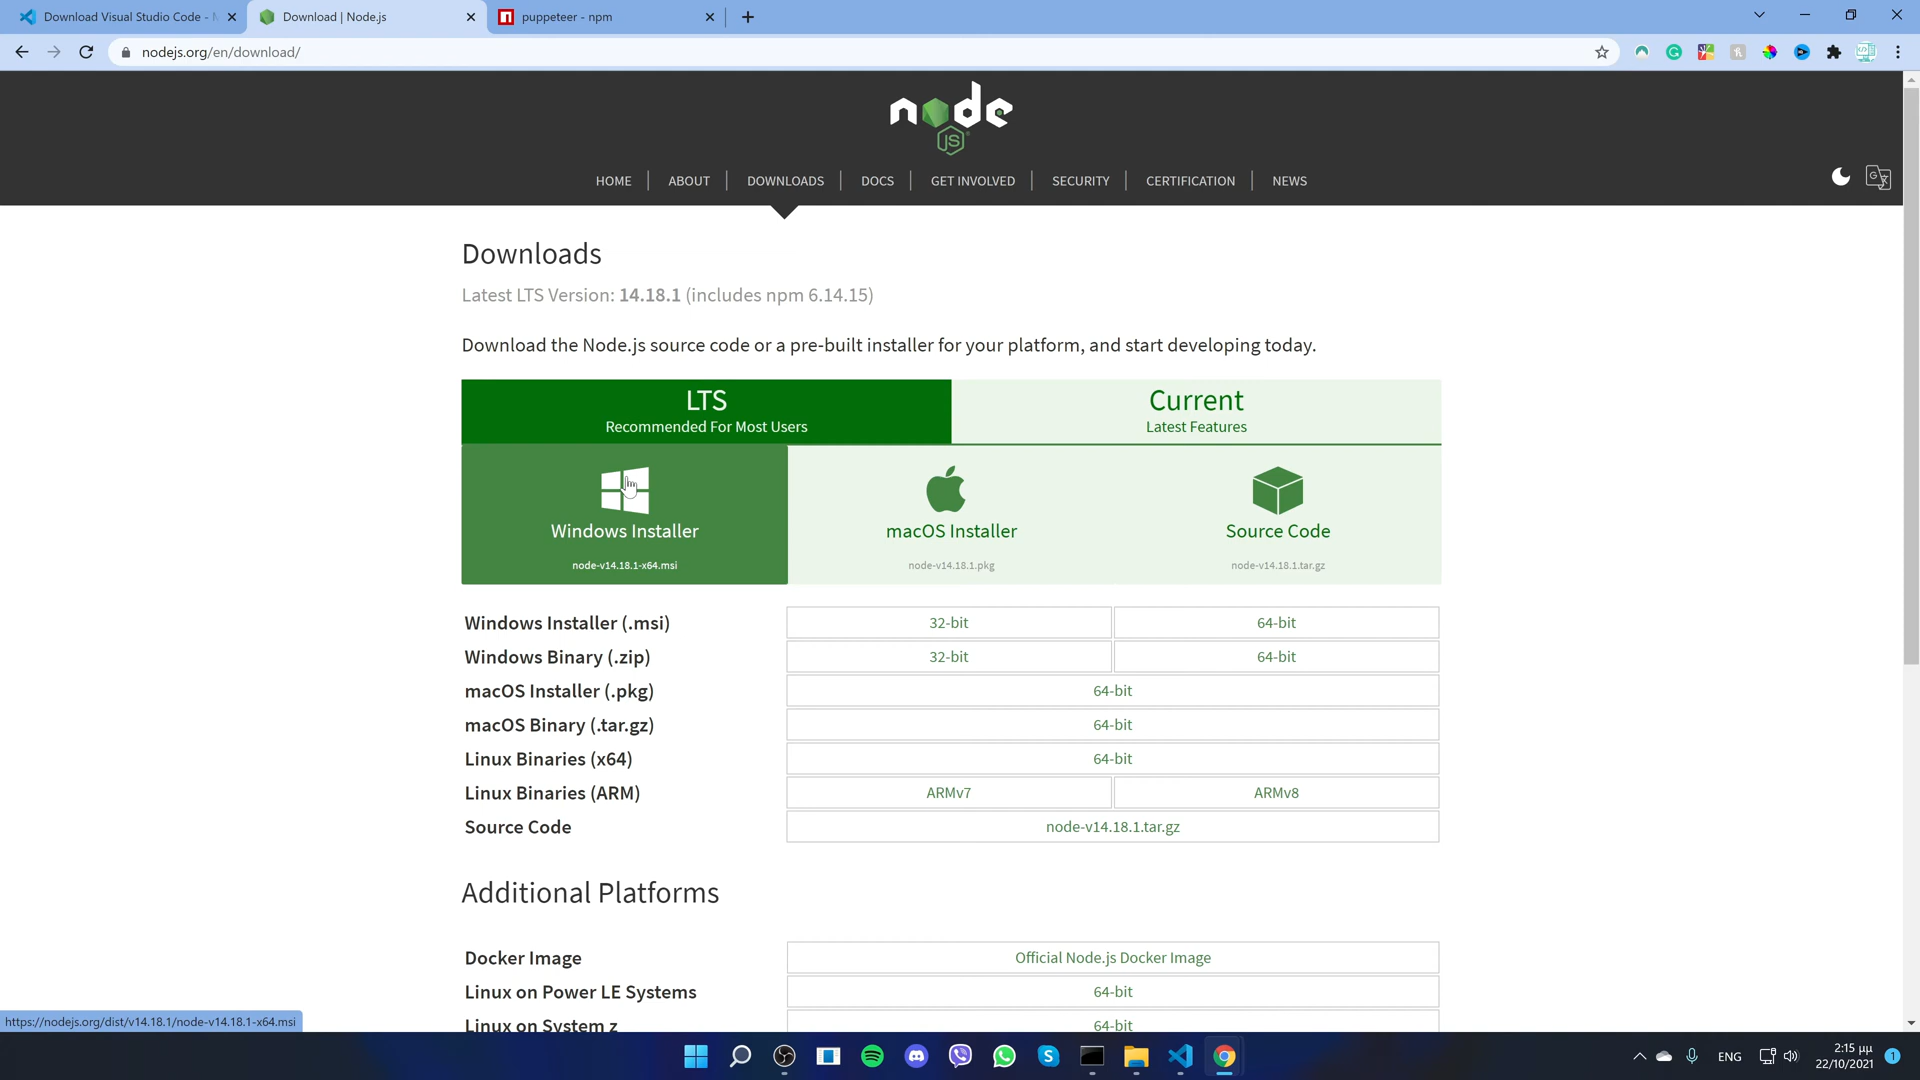 Download Visual Studio Code -
Download | Node.js
puppeteer - npm
nodejs.org/en/download/
node
JS
HOME
ABOUT
DOWNLOADS
DOCS
GET INVOLVED
SECURITY
CERTIFICATION
NEWS
Downloads
Latest LTS Version: 14.18.1 (includes npm 6.14.15)
Download the Node.js source code or a pre-built installer for your platform, and start developing today.
LTS
Recommended For Most Users
Current
Latest Features
Windows Installer
node-v14.18.1-x64.msi
macOS Installer
node-v14.18.1.pkg
Source Code
node-v14.18.1.tar.gz
Windows Installer (.msi) 32-bit 64-bit
Windows Binary (.zip) 32-bit 64-bit
macOS Installer (.pkg) 64-bit
macOS Binary (.tar.gz) 64-bit
Linux Binaries (x64) 64-bit
Linux Binaries (ARM) ARMv7 ARMv8
Source Code node-v14.18.1.tar.gz
Additional Platforms
Docker Image Official Node.js Docker Image
Linux on Power LE Systems 64-bit
Linux on System z 64-bit
https://nodejs.org/dist/v14.18.1/node-v14.18.1-x64.msi
ENG
2:15 μμ
22/10/2021
1